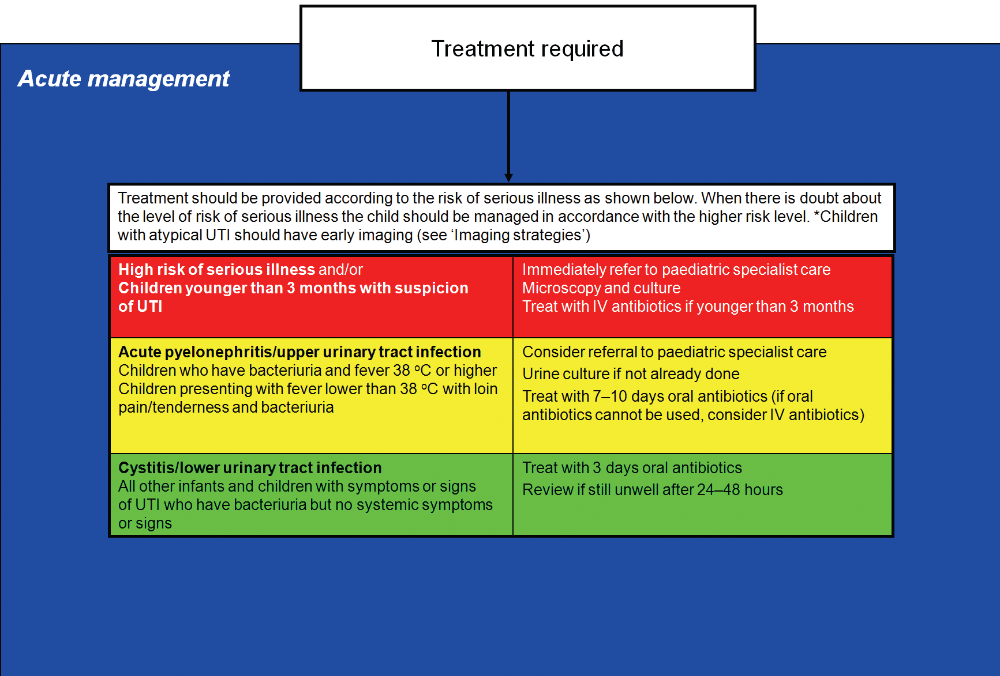 Treatment required
Acute management
Treatment should be provided according to the risk of serious illness as shown below. When there is doubt about
the level of risk of serious illness the child should be managed in accordance with the higher risk level. *Children
with atypical UTI should have early imaging (see ‘Imaging strategies’)
High risk of serious illness and/or
Children younger than 3 months with suspicion
of UTI
Immediately refer to paediatric specialist care
Microscopy and culture
Treat with IV antibiotics if younger than 3 months
Acute pyelonephritis/upper urinary tract infection
Children who have bacteriuria and fever 38 ºC or higher
Children presenting with fever lower than 38 ºC with loin
pain/tenderness and bacteriuria
Consider referral to paediatric specialist care
Urine culture if not already done
Treat with 7–10 days oral antibiotics (if oral
antibiotics cannot be used, consider IV antibiotics)
Cystitis/lower urinary tract infection
All other infants and children with symptoms or signs
of UTI who have bacteriuria but no systemic symptoms
or signs
Treat with 3 days oral antibiotics
Review if still unwell after 24–48 hours